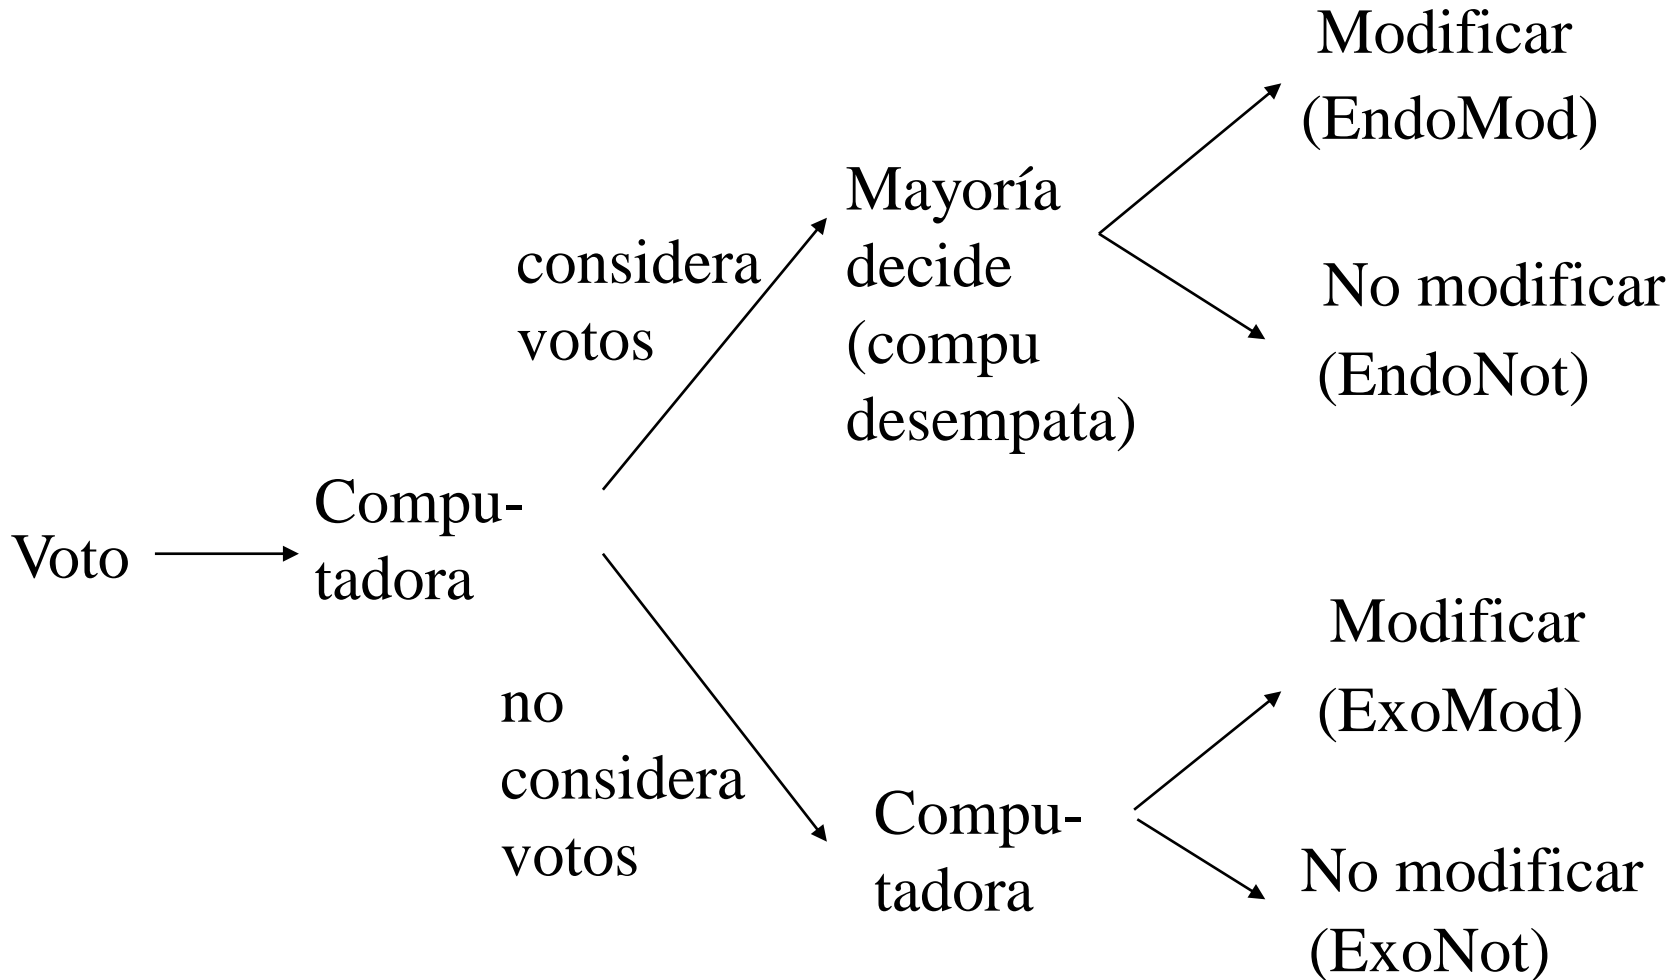 Voto
Compu-
tadora
considera
votos
Mayoría
decide
(compu
desempata)
Modificar
(EndoMod)
No modificar
(EndoNot)
no
considera
votos
Compu-
tadora
Modificar
(ExoMod)
No modificar
(ExoNot)